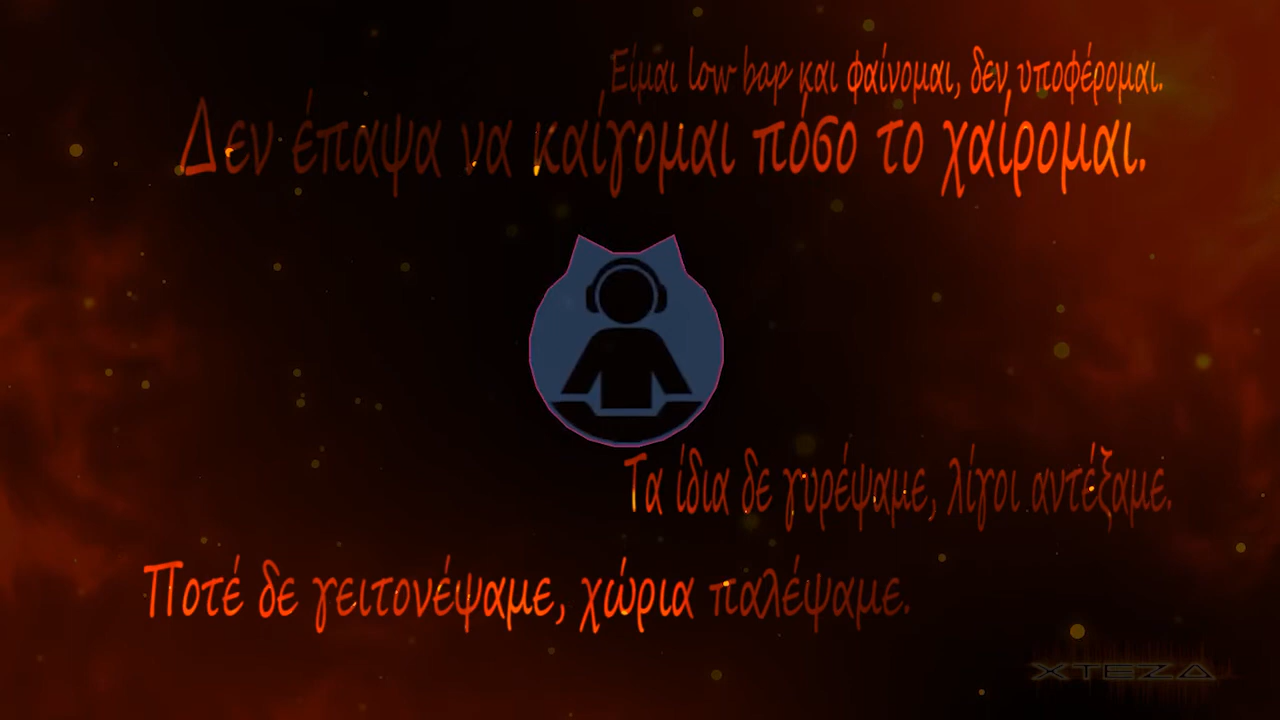 Είμαι low bap και φαίνομαι, δεν υποφέρομαι.
Δεν έπαψα να καίγομαι πόσο το χαίρομαι.
Τα ίδια δε γυρέψαμε, λίγοι αντέξαμε.
Ποτέ δε γειτονέψαμε, χώρια παλέψαμε.
XTEZΔ